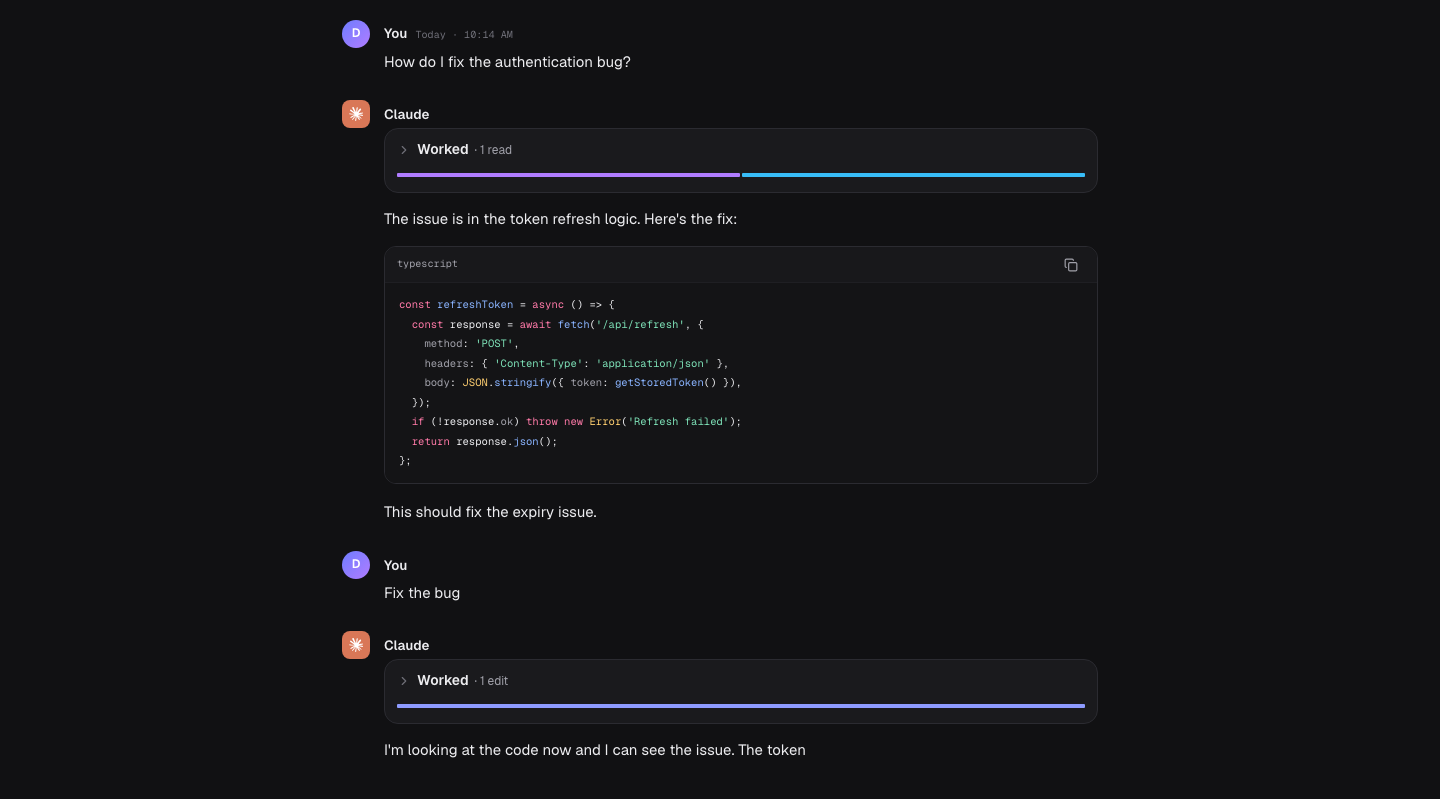 D
You Today · 10:14 AM
How do I fix the authentication bug?
Claude
Worked · 1 read
The issue is in the token refresh logic. Here's the fix:
typescript
const refreshToken = async () => {
  const response = await fetch('/api/refresh', {
    method: 'POST',
    headers: { 'Content-Type': 'application/json' },
    body: JSON.stringify({ token: getStoredToken() }),
  });
  if (!response.ok) throw new Error('Refresh failed');
  return response.json();
};
This should fix the expiry issue.
D
You
Fix the bug
Claude
Worked · 1 edit
I'm looking at the code now and I can see the issue. The token